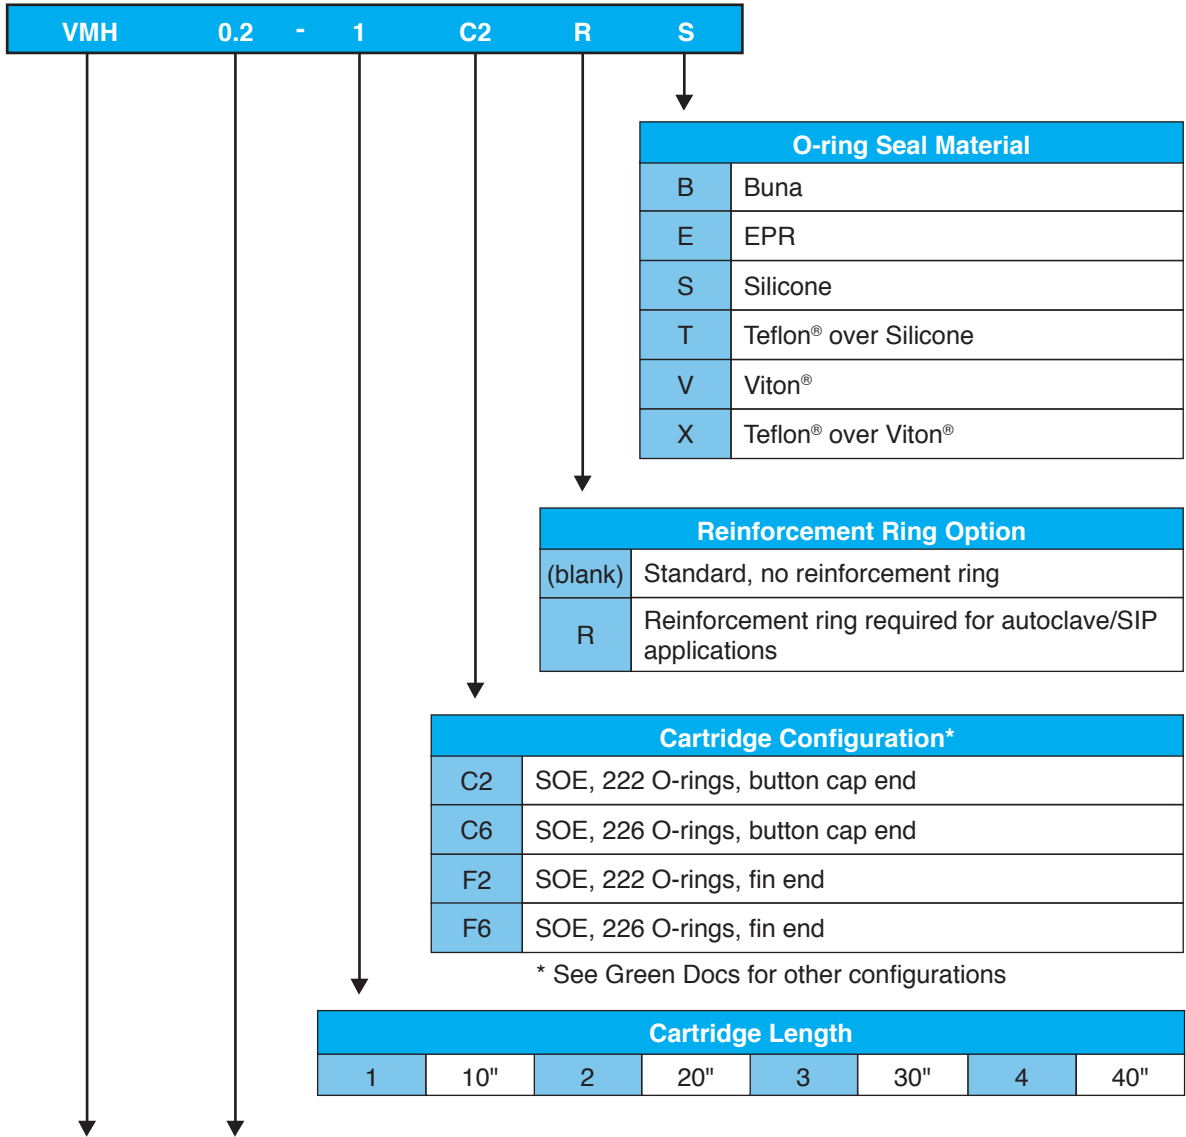 VMH 0.2 - 1 C2 R S
O-ring Seal Material
B Buna
E EPR
S Silicone
T Teflon® over Silicone
V Viton®
X Teflon® over Viton®
Reinforcement Ring Option
(blank) Standard, no reinforcement ring
R Reinforcement ring required for autoclave/SIP
applications
Cartridge Configuration*
C2 SOE, 222 O-rings, button cap end
C6 SOE, 226 O-rings, button cap end
F2 SOE, 222 O-rings, fin end
F6 SOE, 226 O-rings, fin end
* See Green Docs for other configurations
Cartridge Length
1 10" 2 20" 3 30" 4 40"